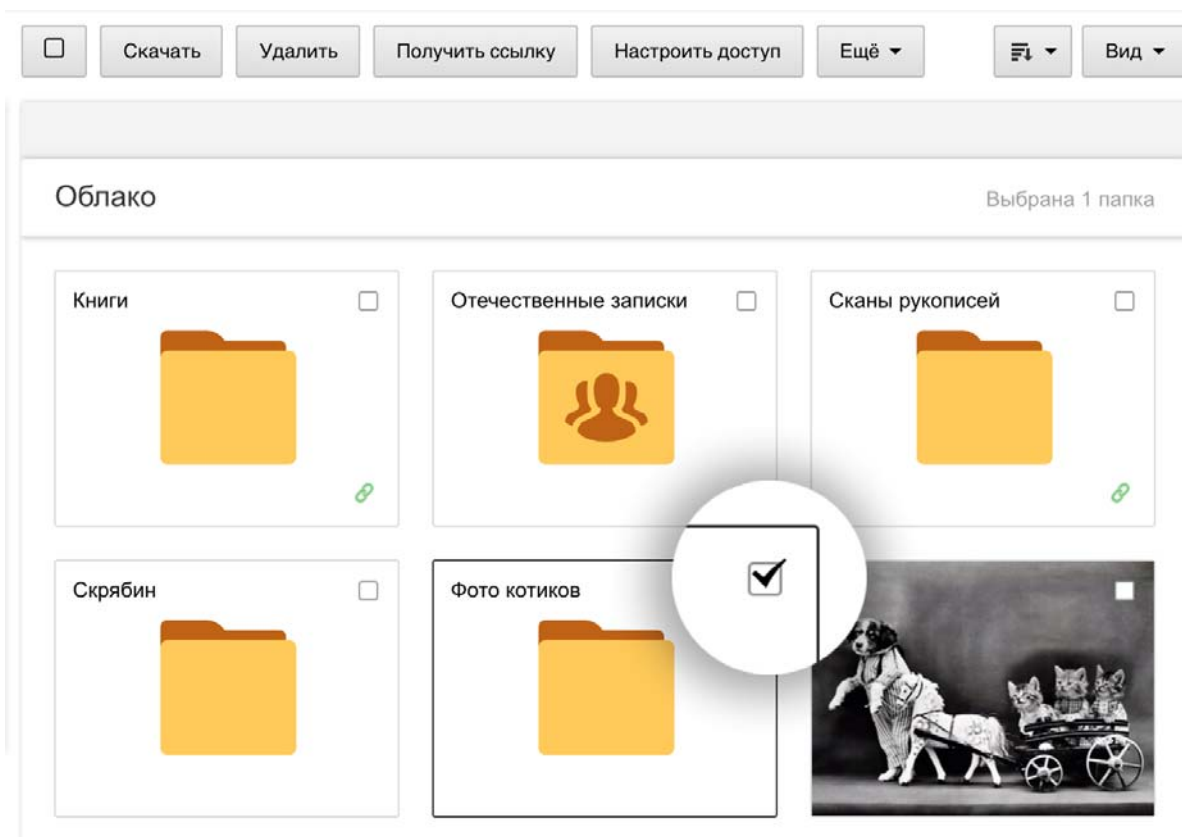 Скачать Удалить Получить ссылку Настроить доступ Ещё Вид
Облако Выбрана 1 папка
Книги Отечественные записки Сканы рукописей
Скрябин Фото котиков